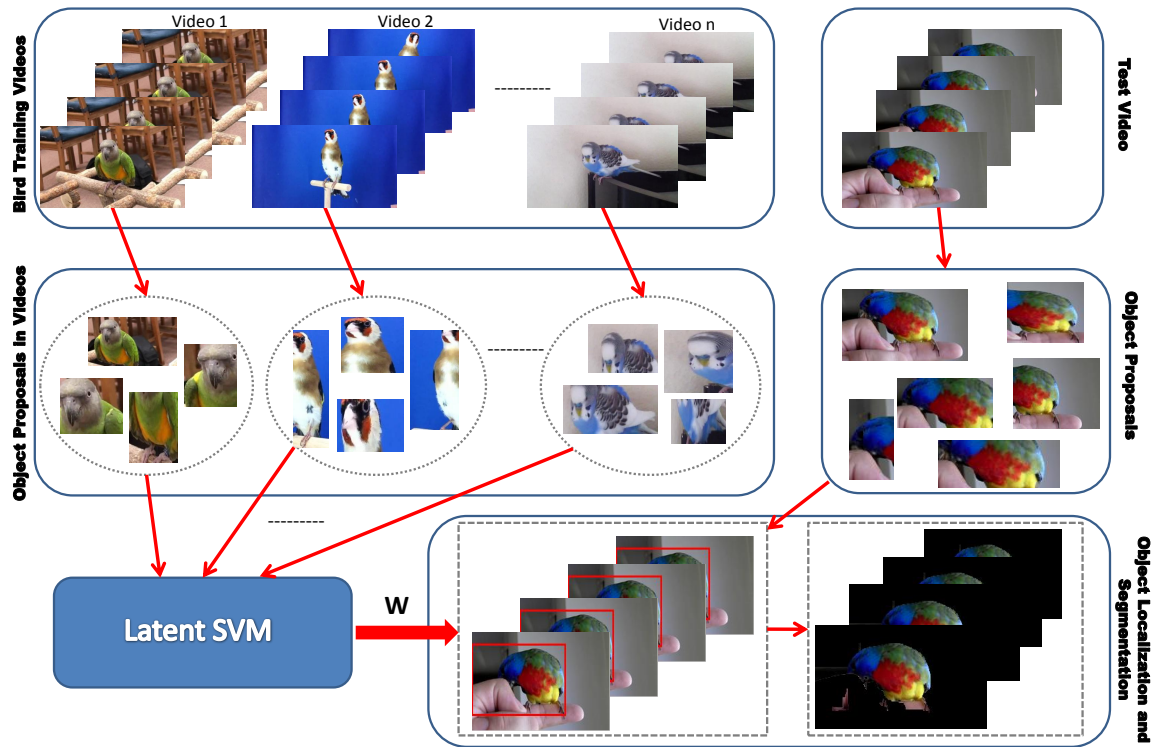 Video 1
Video 2
Video n
Bird Training Videos
Test Video
Object Proposals in Videos
Object Proposals
Latent SVM
W
Object Localization and
Segmentation